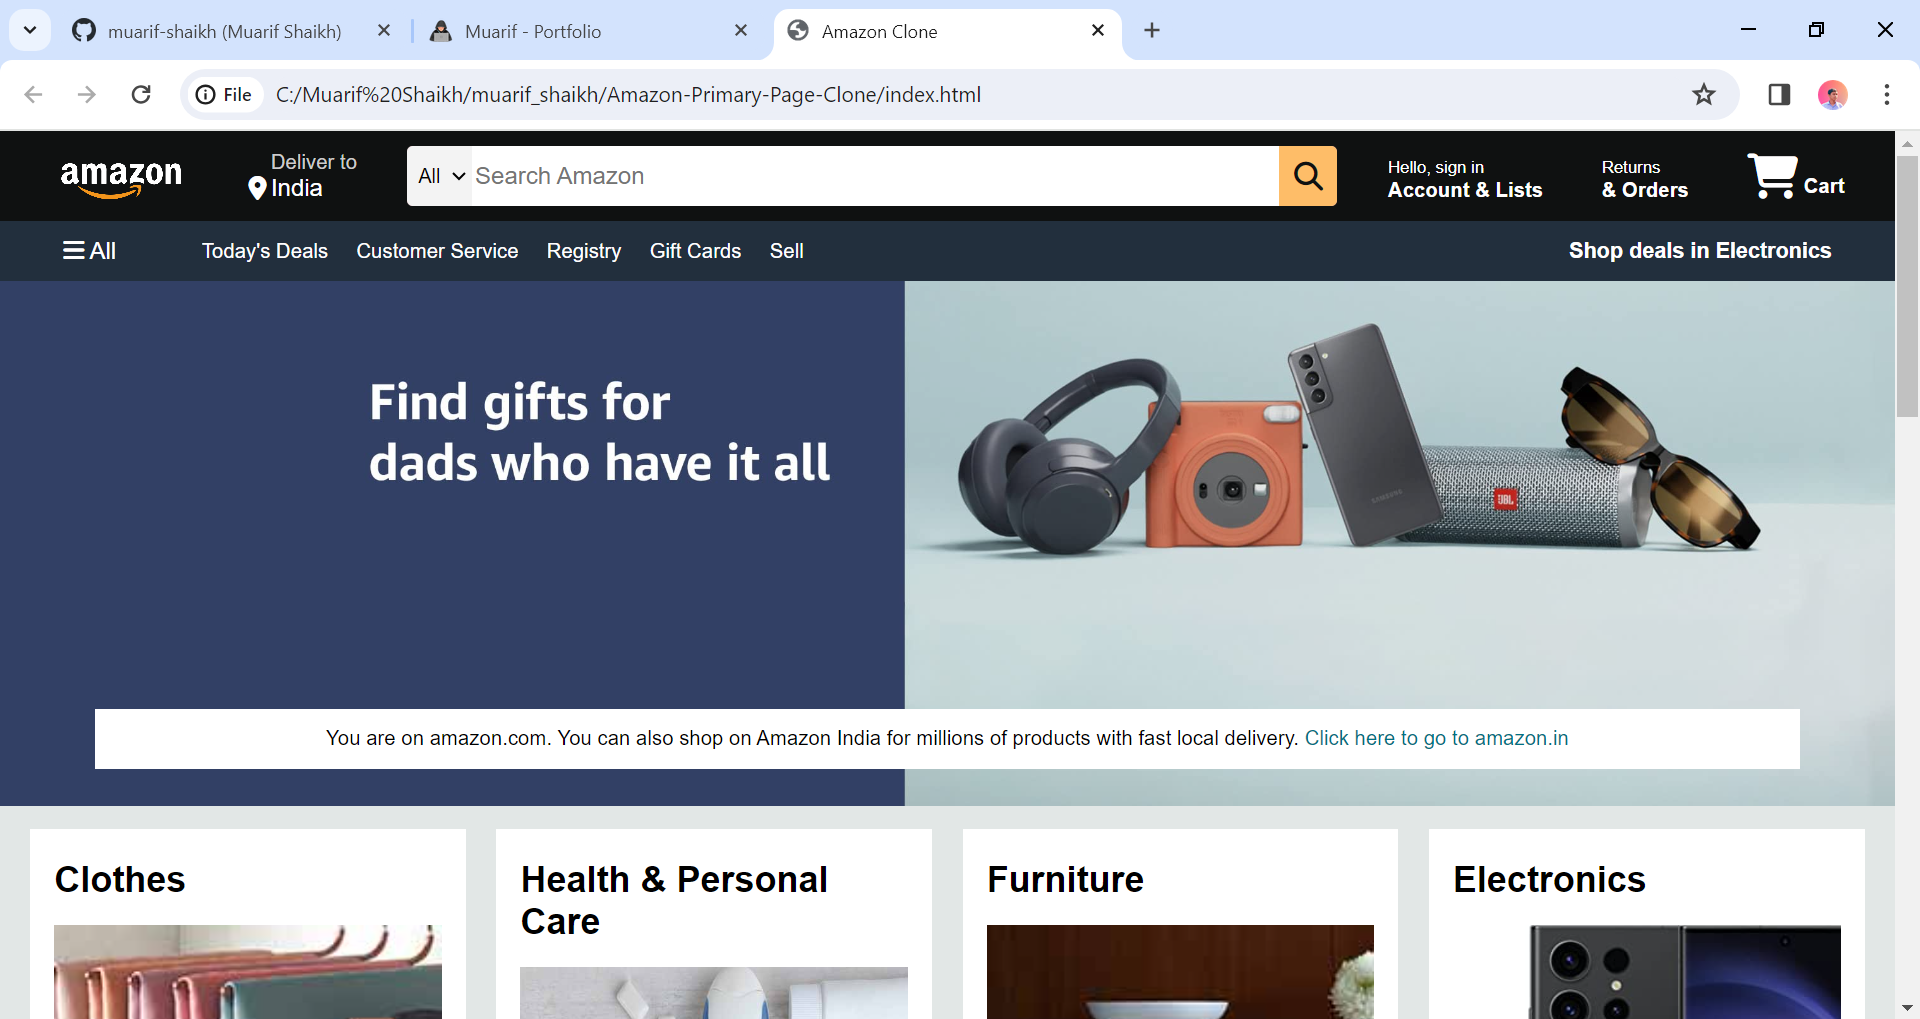 muarif-shaikh (Muarif Shaikh)
Muarif - Portfolio
Amazon Clone
File
C:/Muarif%20Shaikh/muarif_shaikh/Amazon-Primary-Page-Clone/index.html
amazon
Deliver to
India
All
Search Amazon
Hello, sign in
Account & Lists
Returns
& Orders
Cart
All
Today's Deals
Customer Service
Registry
Gift Cards
Sell
Shop deals in Electronics
Find gifts for
dads who have it all
SAMSUNG
JBL
You are on amazon.com. You can also shop on Amazon India for millions of products with fast local delivery. Click here to go to amazon.in
Clothes
Health & Personal
Care
Furniture
Electronics